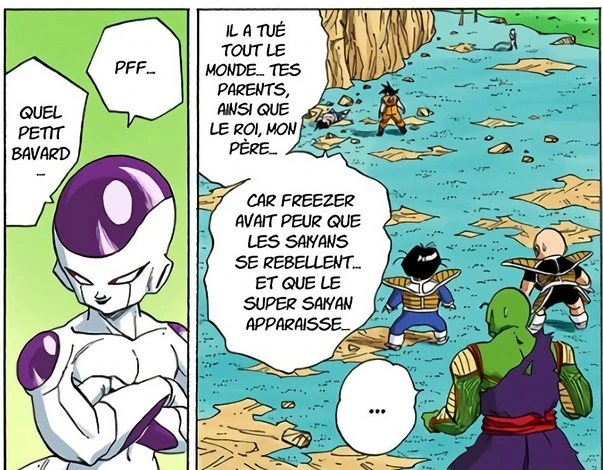 PFF...
QUEL
PETIT
BAVARD
...
IL A TUÉ
TOUT LE
MONDE... TES
PARENTS,
AINSI QUE
LE ROI, MON
PÈRE...
CAR FREEZER
AVAIT PEUR QUE
LES SAIYANS
SE REBELLENT...
ET QUE LE
SUPER SAIYAN
APPARAISSE...
...